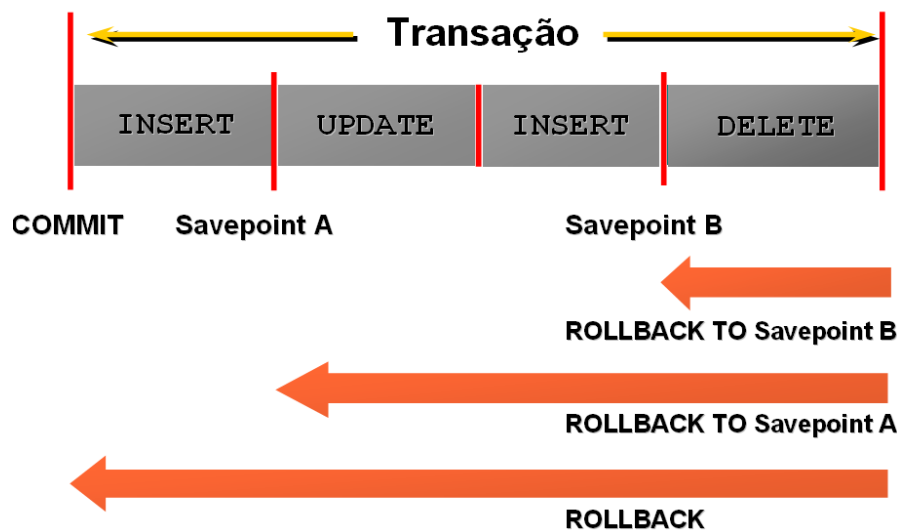 Transação
INSERT UPDATE INSERT DELETE
COMMIT Savepoint A Savepoint B
ROLLBACK TO Savepoint B
ROLLBACK TO Savepoint A
ROLLBACK